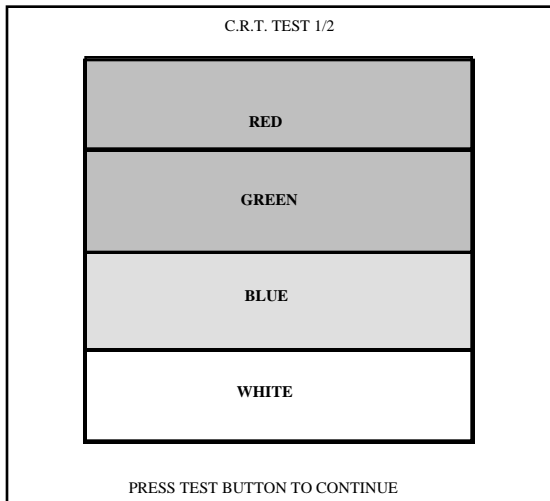 C.R.T. TEST 1/2
RED
GREEN
BLUE
WHITE
PRESS TEST BUTTON TO CONTINUE